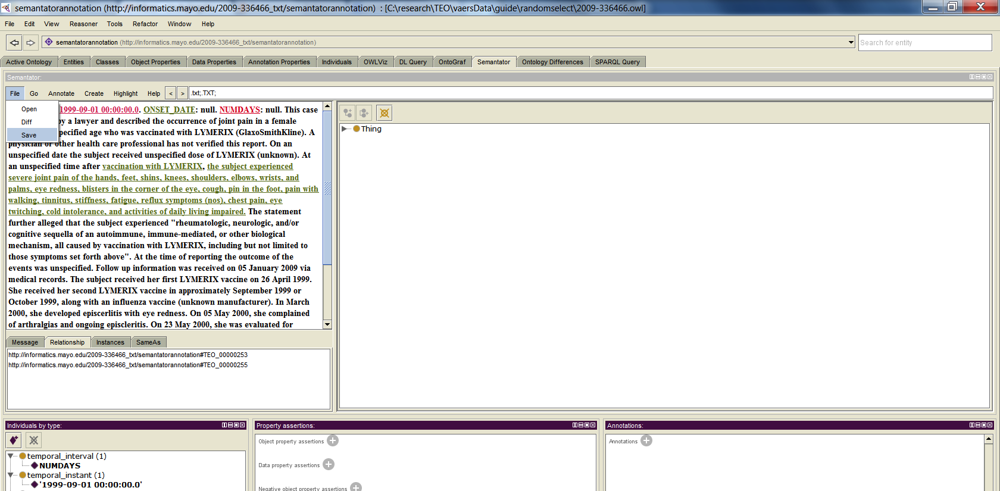 semantatorannotation (http://informatics.mayo.edu/2009-336466_txt/semantatorannotation) : [C:\research\TEO\vaersData\guide\randomselect\2009-336466.owl]
File Edit View Reasoner Tools Refactor Window Help
semantatorannotation (http://informatics.mayo.edu/2009-336466_txt/semantatorannotation)
Search for entity
Active Ontology Entities Classes Object Properties Data Properties Annotation Properties Individuals OWLViz DL Query OntoGraf Semantator Ontology Differences SPARQL Query
Semantator:
File Go Annotate Create Highlight Help < > .txt;.TXT;
Open
Diff
Save
1999-09-01 00:00:00.0. ONSET_DATE: null. NUMDAYS: null. This case
y a lawyer and described the occurrence of joint pain in a female
pecified age who was vaccinated with LYMERIX (GlaxoSmithKline). A
physician or other health care professional has not verified this report. On an
unspecified date the subject received unspecified dose of LYMERIX (unknown). At
an unspecified time after vaccination with LYMERIX, the subject experienced
severe joint pain of the hands, feet, shins, knees, shoulders, elbows, wrists, and
palms, eye redness, blisters in the corner of the eye, cough, pin in the foot, pain with
walking, tinnitus, stiffness, fatigue, reflux symptoms (nos), chest pain, eye
twitching, cold intolerance, and activities of daily living impaired. The statement
further alleged that the subject experienced "rheumatologic, neurologic, and/or
cognitive sequella of an autoimmune, immune-mediated, or other biological
mechanism, all caused by vaccination with LYMERIX, including but not limited to
those symptoms set forth above". At the time of reporting the outcome of the
events was unspecified. Follow up information was received on 05 January 2009 via
medical records. The subject received her first LYMERIX vaccine on 26 April 1999.
She received her second LYMERIX vaccine in approximately September 1999 or
October 1999, along with an influenza vaccine (unknown manufacturer). In March
2000, she developed episcerlitis with eye redness. On 05 May 2000, she complained
of arthralgias and ongoing episcleritis. On 23 May 2000, she was evaluated for
Thing
Message Relationship Instances SameAs
http://informatics.mayo.edu/2009-336466_txt/semantatorannotation#TEO_00000253
http://informatics.mayo.edu/2009-336466_txt/semantatorannotation#TEO_00000255
Individuals by type:
temporal_interval (1)
NUMDAYS
temporal_instant (1)
'1999-09-01 00:00:00.0'
Property assertions:
Object property assertions
Data property assertions
Negative object property assertions
Annotations:
Annotations